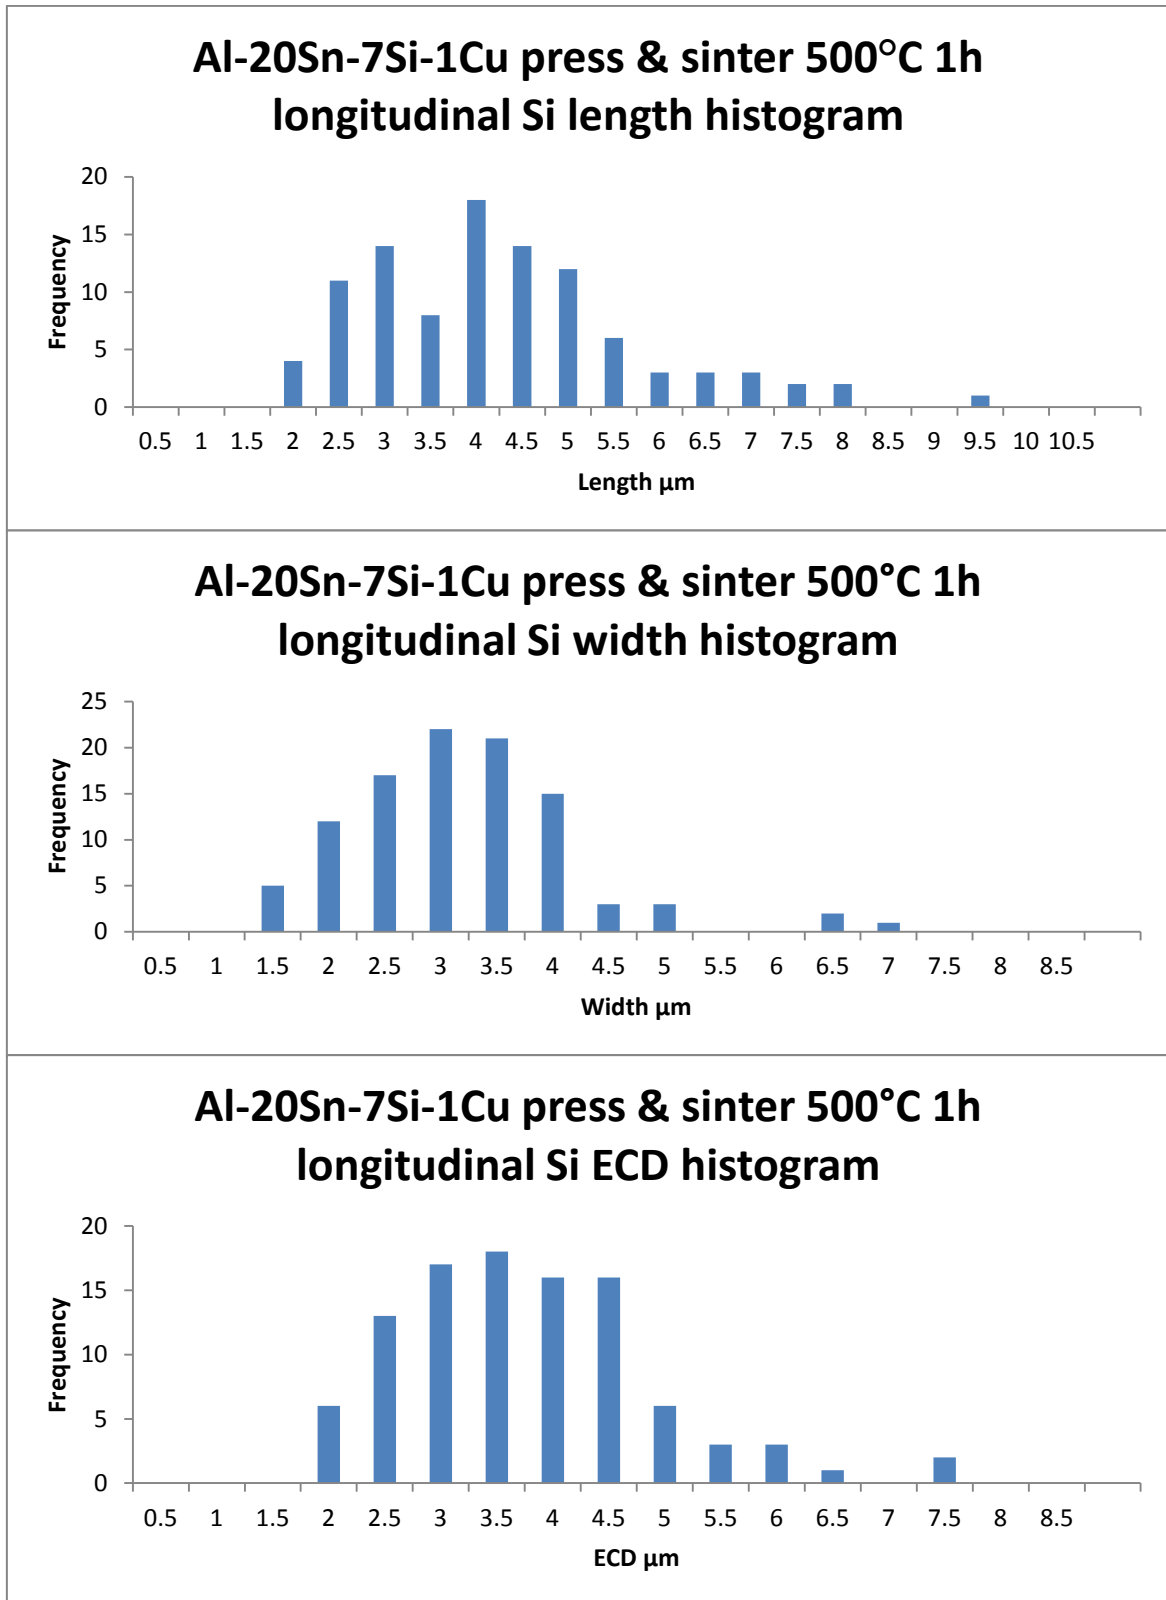 Al-20Sn-7Si-1Cu press & sinter 500°C 1h
longitudinal Si length histogram
20
15
10
5
0
Frequency
0.5 1 1.5 2 2.5 3 3.5 4 4.5 5 5.5 6 6.5 7 7.5 8 8.5 9 9.5 10 10.5
Length µm
Al-20Sn-7Si-1Cu press & sinter 500°C 1h
longitudinal Si width histogram
25
20
15
10
5
0
Frequency
0.5 1 1.5 2 2.5 3 3.5 4 4.5 5 5.5 6 6.5 7 7.5 8 8.5
Width µm
Al-20Sn-7Si-1Cu press & sinter 500°C 1h
longitudinal Si ECD histogram
20
15
10
5
0
Frequency
0.5 1 1.5 2 2.5 3 3.5 4 4.5 5 5.5 6 6.5 7 7.5 8 8.5
ECD µm